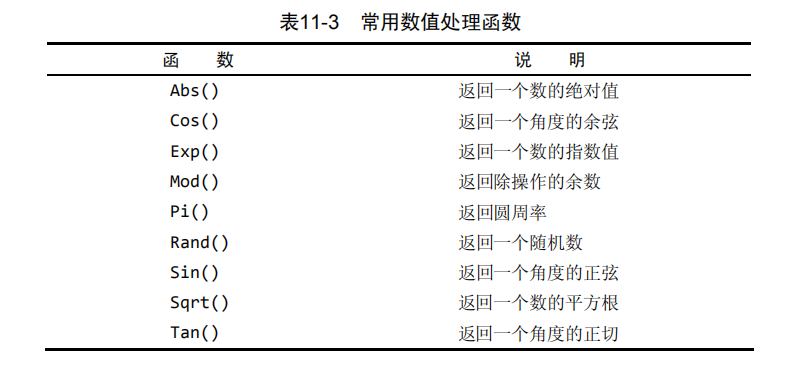 表11-3 常用数值处理函数
函 数 说 明
Abs() 返回一个数的绝对值
Cos() 返回一个角度的余弦
Exp() 返回一个数的指数值
Mod() 返回除操作的余数
Pi() 返回圆周率
Rand() 返回一个随机数
Sin() 返回一个角度的正弦
Sqrt() 返回一个数的平方根
Tan() 返回一个角度的正切